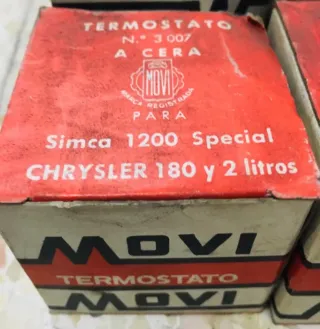 TERMOSTATO
N.º 3 007
A CERA
MOVI
MARCA REGISTRADA
PARA
Simca 1200 Special
CHRYSLER 180 y 2 litros
MOVI
TERMOSTATO
MOVI